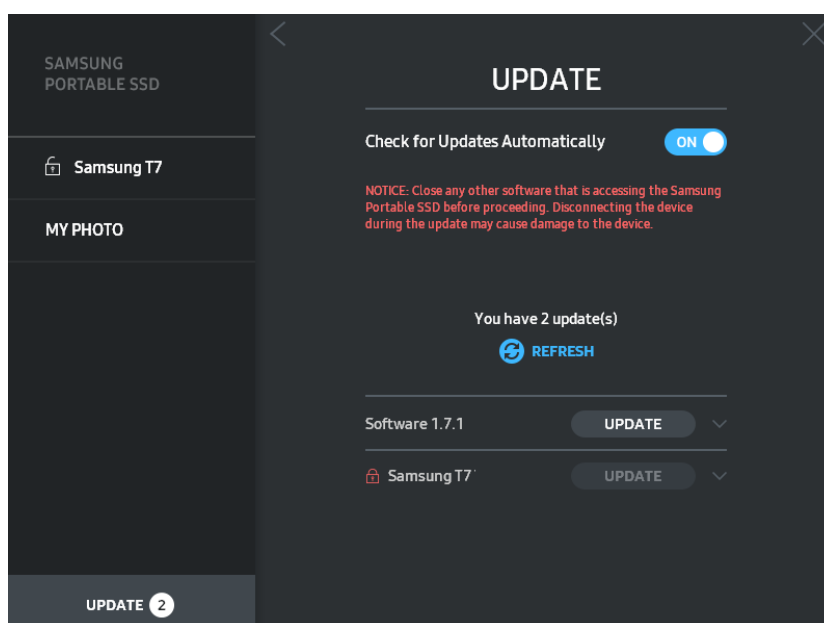 SAMSUNG
PORTABLE SSD
Samsung T7
MY PHOTO
UPDATE 2
UPDATE
Check for Updates Automatically
ON
NOTICE: Close any other software that is accessing the Samsung
Portable SSD before proceeding. Disconnecting the device
during the update may cause damage to the device.
You have 2 update(s)
REFRESH
Software 1.7.1
UPDATE
Samsung T7
UPDATE